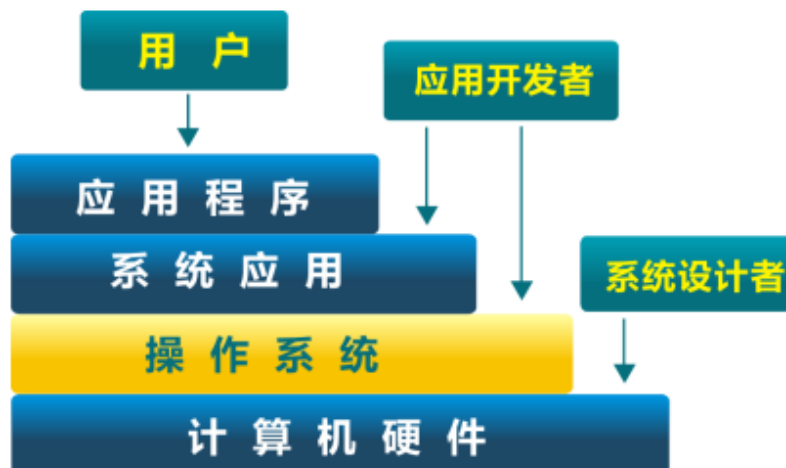 用 户
应用开发者
应 用 程 序
系 统 应 用
系统设计者
操 作 系 统
计 算 机 硬 件